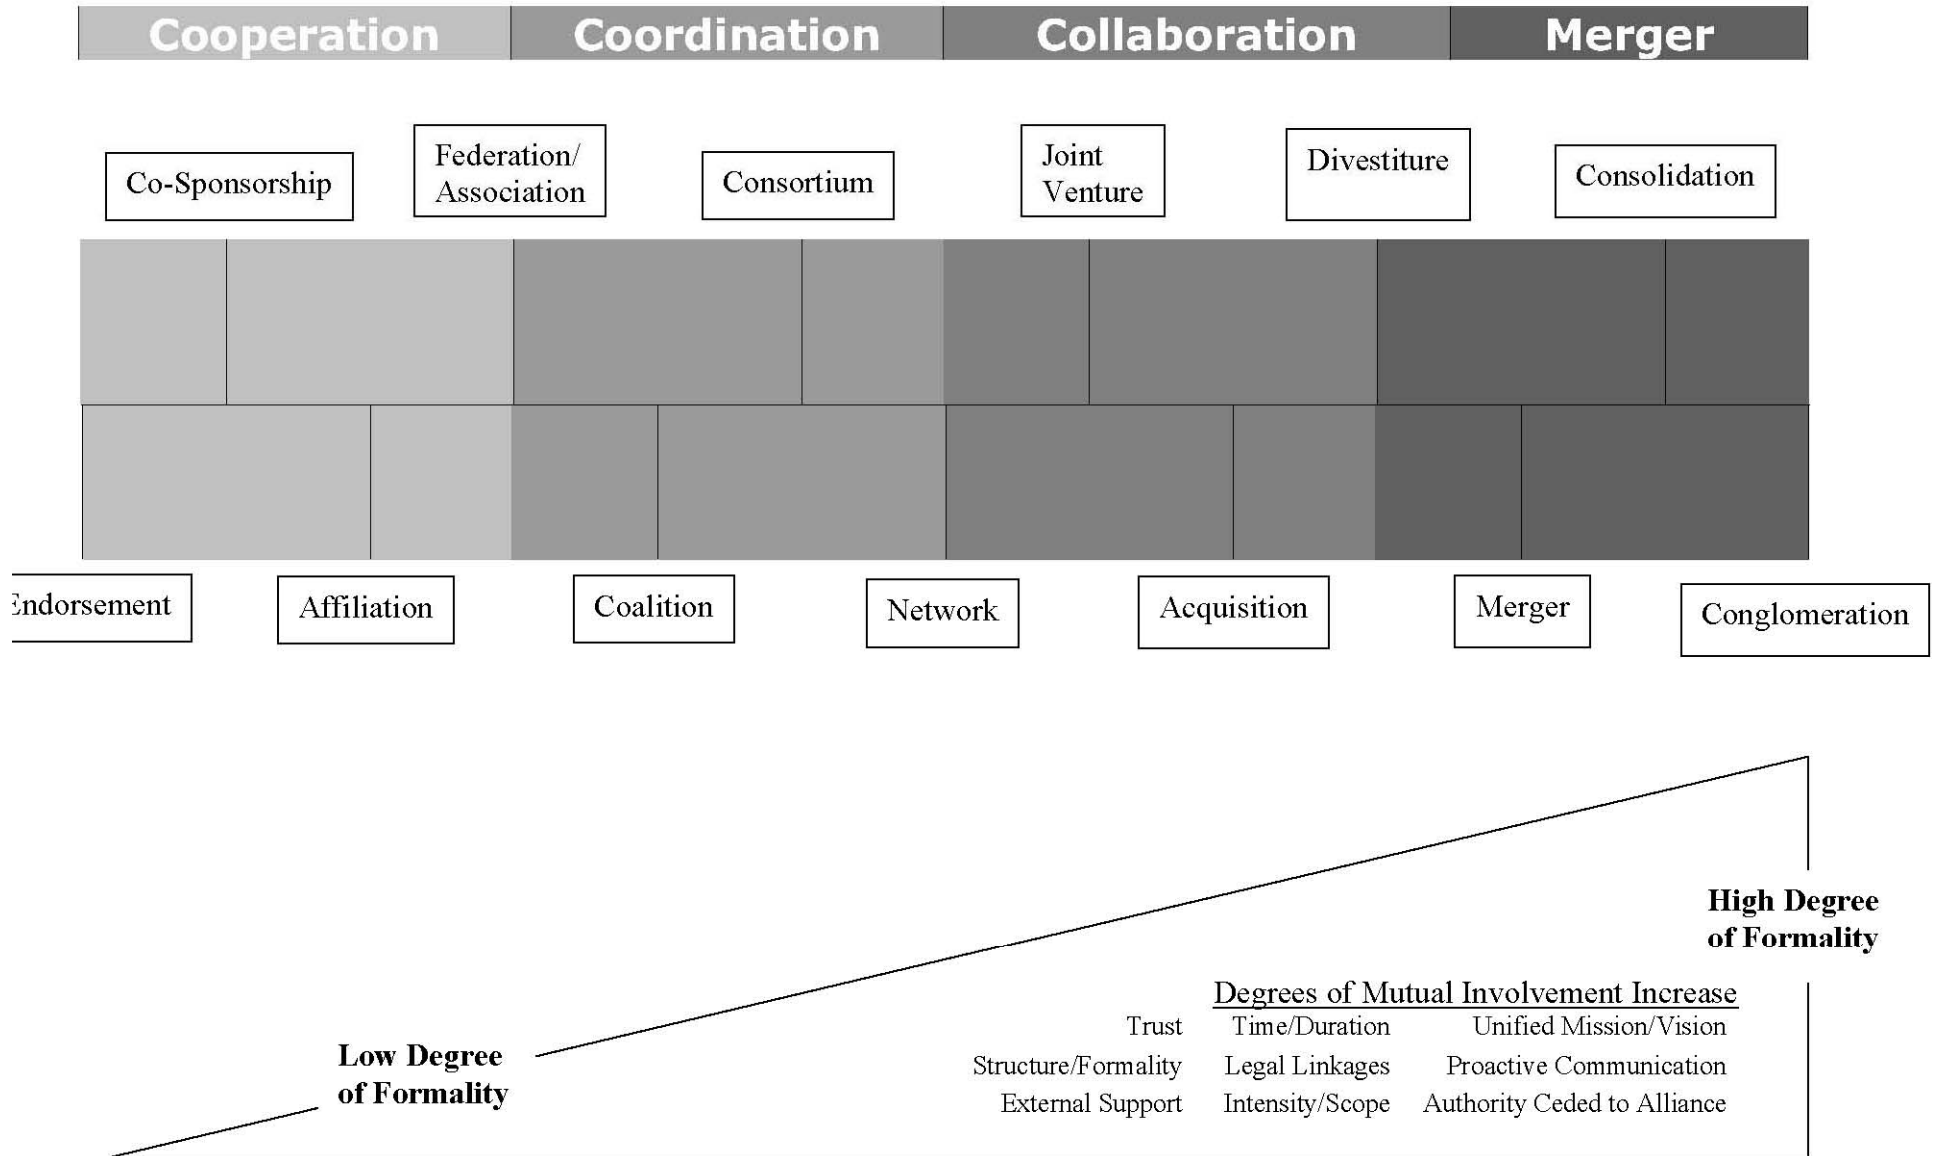 Cooperation Coordination Collaboration Merger
Co-Sponsorship
Federation/
Association
Consortium
Joint
Venture
Divestiture
Consolidation
Endorsement
Affiliation
Coalition
Network
Acquisition
Merger
Conglomeration
High Degree
of Formality
Low Degree
of Formality
Degrees of Mutual Involvement Increase
Trust Time/Duration Unified Mission/Vision
Structure/Formality Legal Linkages Proactive Communication
External Support Intensity/Scope Authority Ceded to Alliance